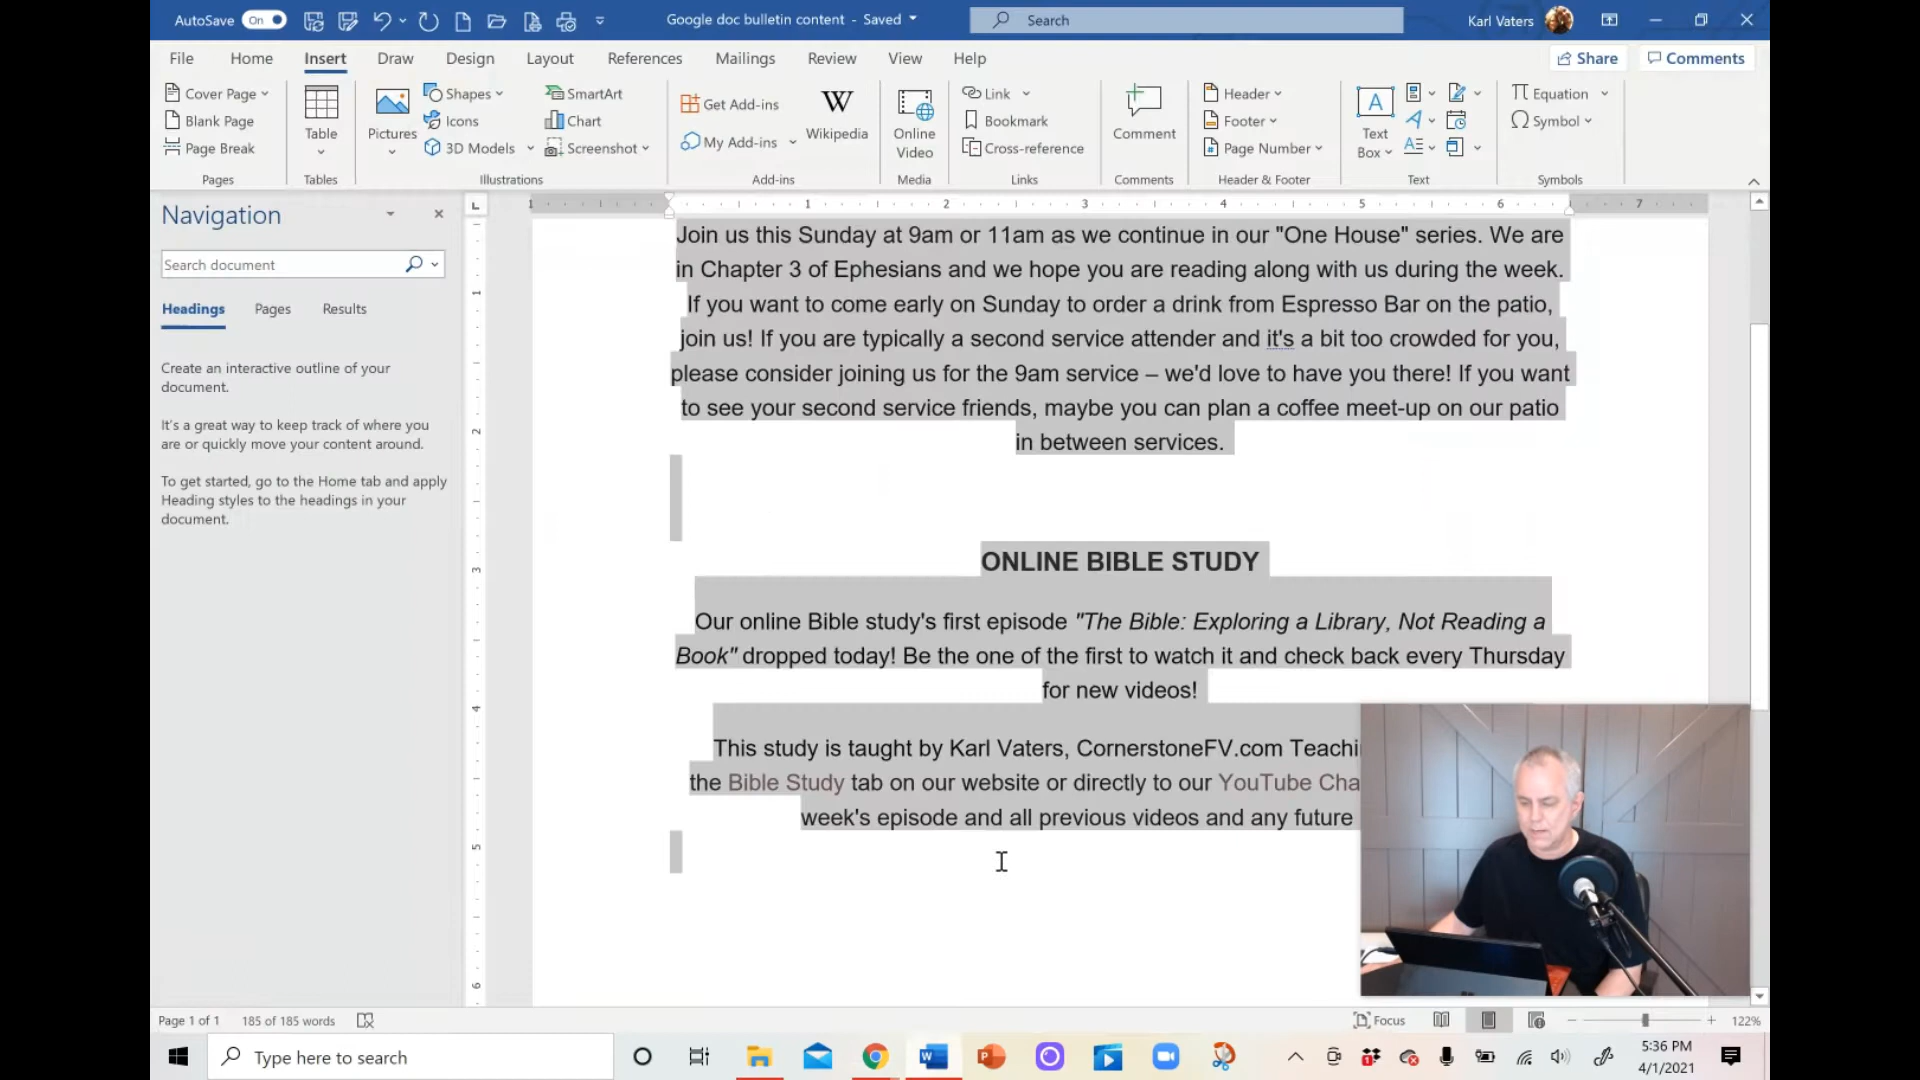 AutoSave On Google doc bulletin content - Saved Search Karl Vaters
File Home Insert Draw Design Layout References Mailings Review View Help Share Comments
Cover Page
Blank Page
Page Break
Pages
Table
Tables
Pictures
Shapes
Icons
3D Models
SmartArt
Chart
Screenshot
Illustrations
Get Add-ins
My Add-ins
W
Wikipedia
Add-ins
Online
Video
Media
Link
Bookmark
Cross-reference
Links
Comment
Comments
Header
Footer
Page Number
Header & Footer
A
Text
Box
Text
Equation
Symbol
Symbols
Navigation
Search document
Headings Pages Results
Create an interactive outline of your
document.
It's a great way to keep track of where you
are or quickly move your content around.
To get started, go to the Home tab and apply
Heading styles to the headings in your
document.
1 1 2 3 4 5 6 7
1
2
3
4
5
6
Join us this Sunday at 9am or 11am as we continue in our "One House" series. We are
in Chapter 3 of Ephesians and we hope you are reading along with us during the week.
If you want to come early on Sunday to order a drink from Espresso Bar on the patio,
join us! If you are typically a second service attender and it's a bit too crowded for you,
please consider joining us for the 9am service – we'd love to have you there! If you want
to see your second service friends, maybe you can plan a coffee meet-up on our patio
in between services.
ONLINE BIBLE STUDY
Our online Bible study's first episode "The Bible: Exploring a Library, Not Reading a
Book" dropped today! Be the one of the first to watch it and check back every Thursday
for new videos!
This study is taught by Karl Vaters, CornerstoneFV.com Teachi
the Bible Study tab on our website or directly to our YouTube Cha
week's episode and all previous videos and any future
Page 1 of 1 185 of 185 words Focus 122%
Type here to search
5:36 PM
4/1/2021